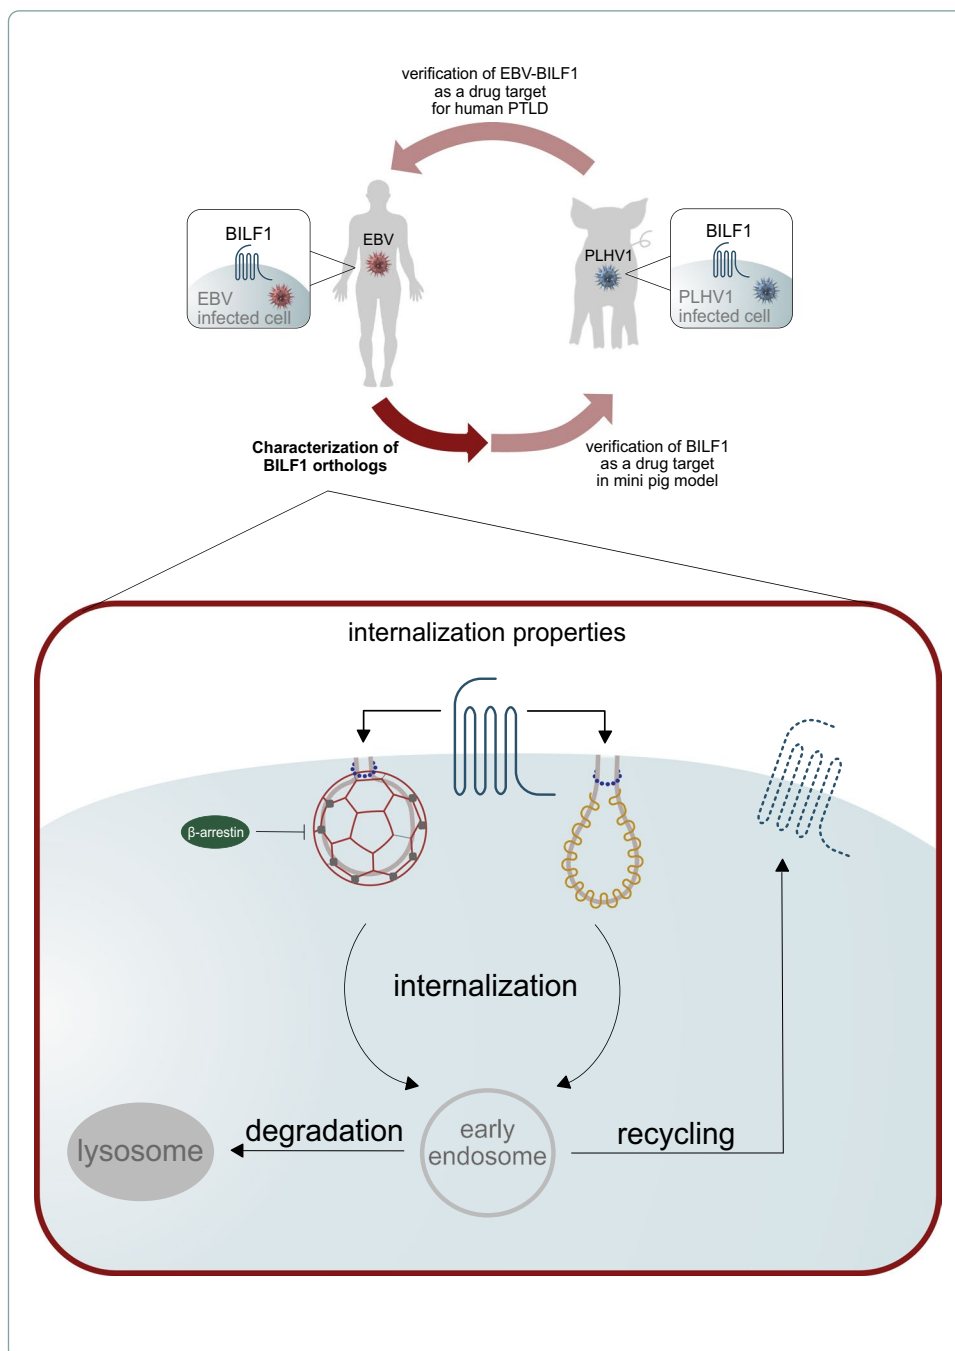 verification of EBV-BILF1
as a drug target
for human PTLD
BILF1
EBV
infected cell
EBV
PLHV1
BILF1
PLHV1
infected cell
Characterization of
BILF1 orthologs
verification of BILF1
as a drug target
in mini pig model
internalization properties
β-arrestin
internalization
lysosome
degradation
early
endosome
recycling